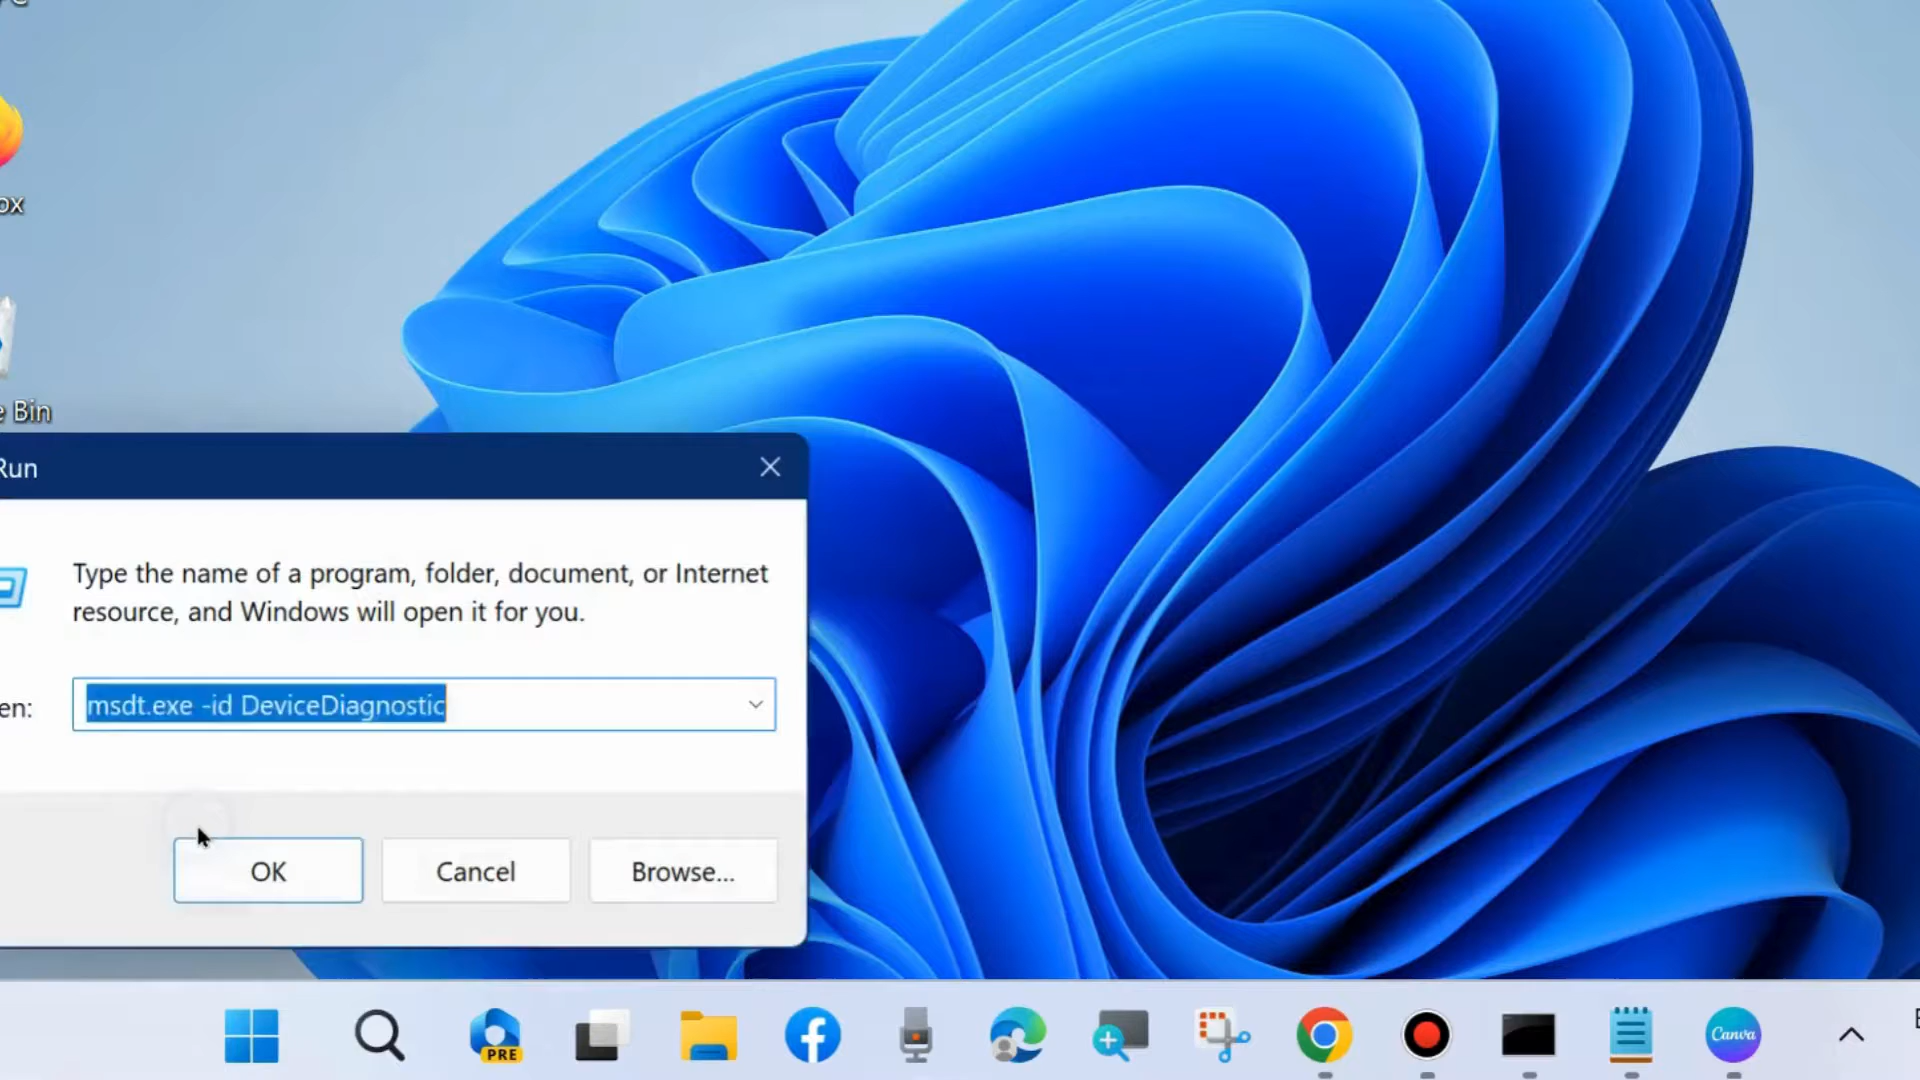 ox
e Bin
Run
Type the name of a program, folder, document, or Internet
resource, and Windows will open it for you.
en:
msdt.exe -id DeviceDiagnostic
OK
Cancel
Browse...
PRE
Canva